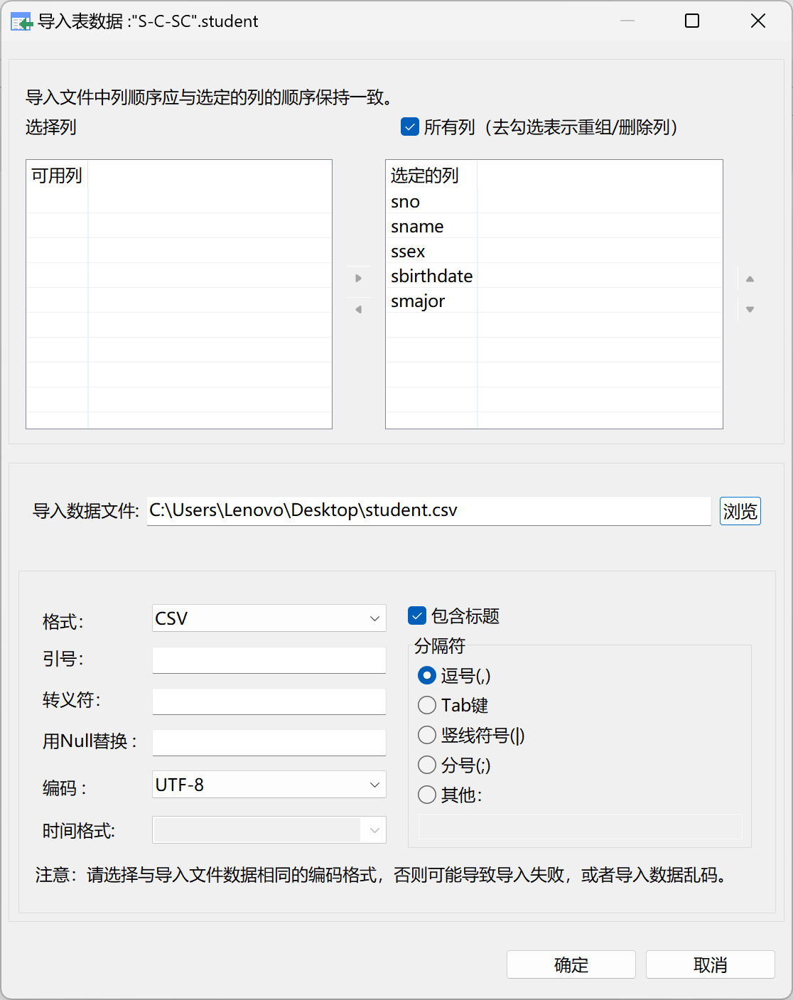 导入表数据 :"S-C-SC".student
导入文件中列顺序应与选定的列的顺序保持一致。
选择列
所有列（去勾选表示重组/删除列）
可用列
选定的列
sno
sname
ssex
sbirthdate
smajor
导入数据文件: C:\Users\Lenovo\Desktop\student.csv 浏览
格式： CSV
引号：
转义符：
用Null替换 :
编码 : UTF-8
时间格式:
包含标题
分隔符
逗号(,)
Tab键
竖线符号(|)
分号(;)
其他：
注意：请选择与导入文件数据相同的编码格式，否则可能导致导入失败，或者导入数据乱码。
确定 取消